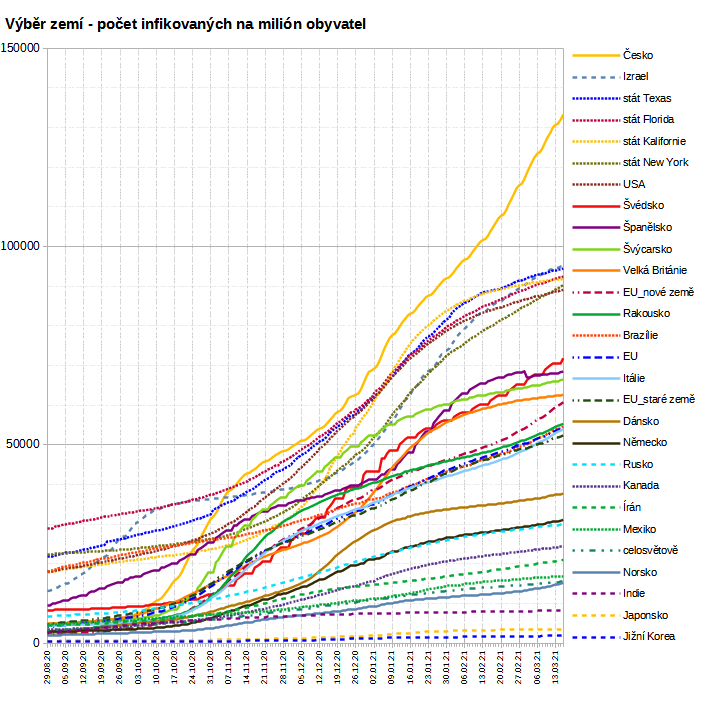 Výběr zemí - počet infikovaných na milión obyvatel
150000
100000
50000
0
29.08.20
05.09.20
12.09.20
19.09.20
26.09.20
03.10.20
10.10.20
17.10.20
24.10.20
31.10.20
07.11.20
14.11.20
21.11.20
28.11.20
05.12.20
12.12.20
19.12.20
26.12.20
02.01.21
09.01.21
16.01.21
23.01.21
30.01.21
06.02.21
13.02.21
20.02.21
27.02.21
06.03.21
13.03.21
Česko
Izrael
stát Texas
stát Florida
stát Kalifornie
stát New York
USA
Švédsko
Španělsko
Švýcarsko
Velká Británie
EU_nové země
Rakousko
Brazílie
EU
Itálie
EU_staré země
Dánsko
Německo
Rusko
Kanada
Írán
Mexiko
celosvětově
Norsko
Indie
Japonsko
Jižní Korea